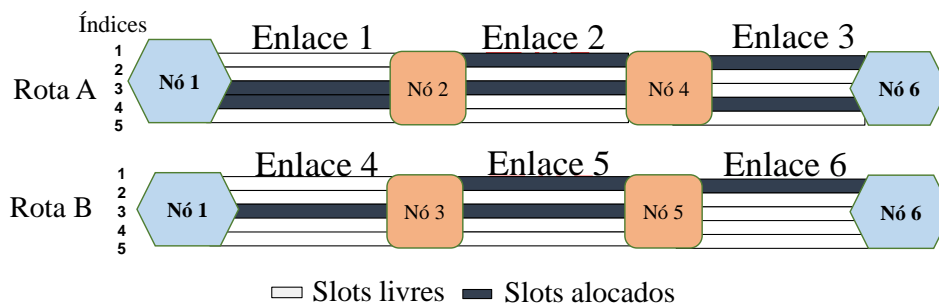 Índices
Enlace 1 Enlace 2 Enlace 3
1
2
Rota A 3 Nó 1 Nó 2 Nó 4 Nó 6
4
5
Enlace 4 Enlace 5 Enlace 6
1
2
Rota B 3 Nó 1 Nó 3 Nó 5 Nó 6
4
5
Slots livres Slots alocados